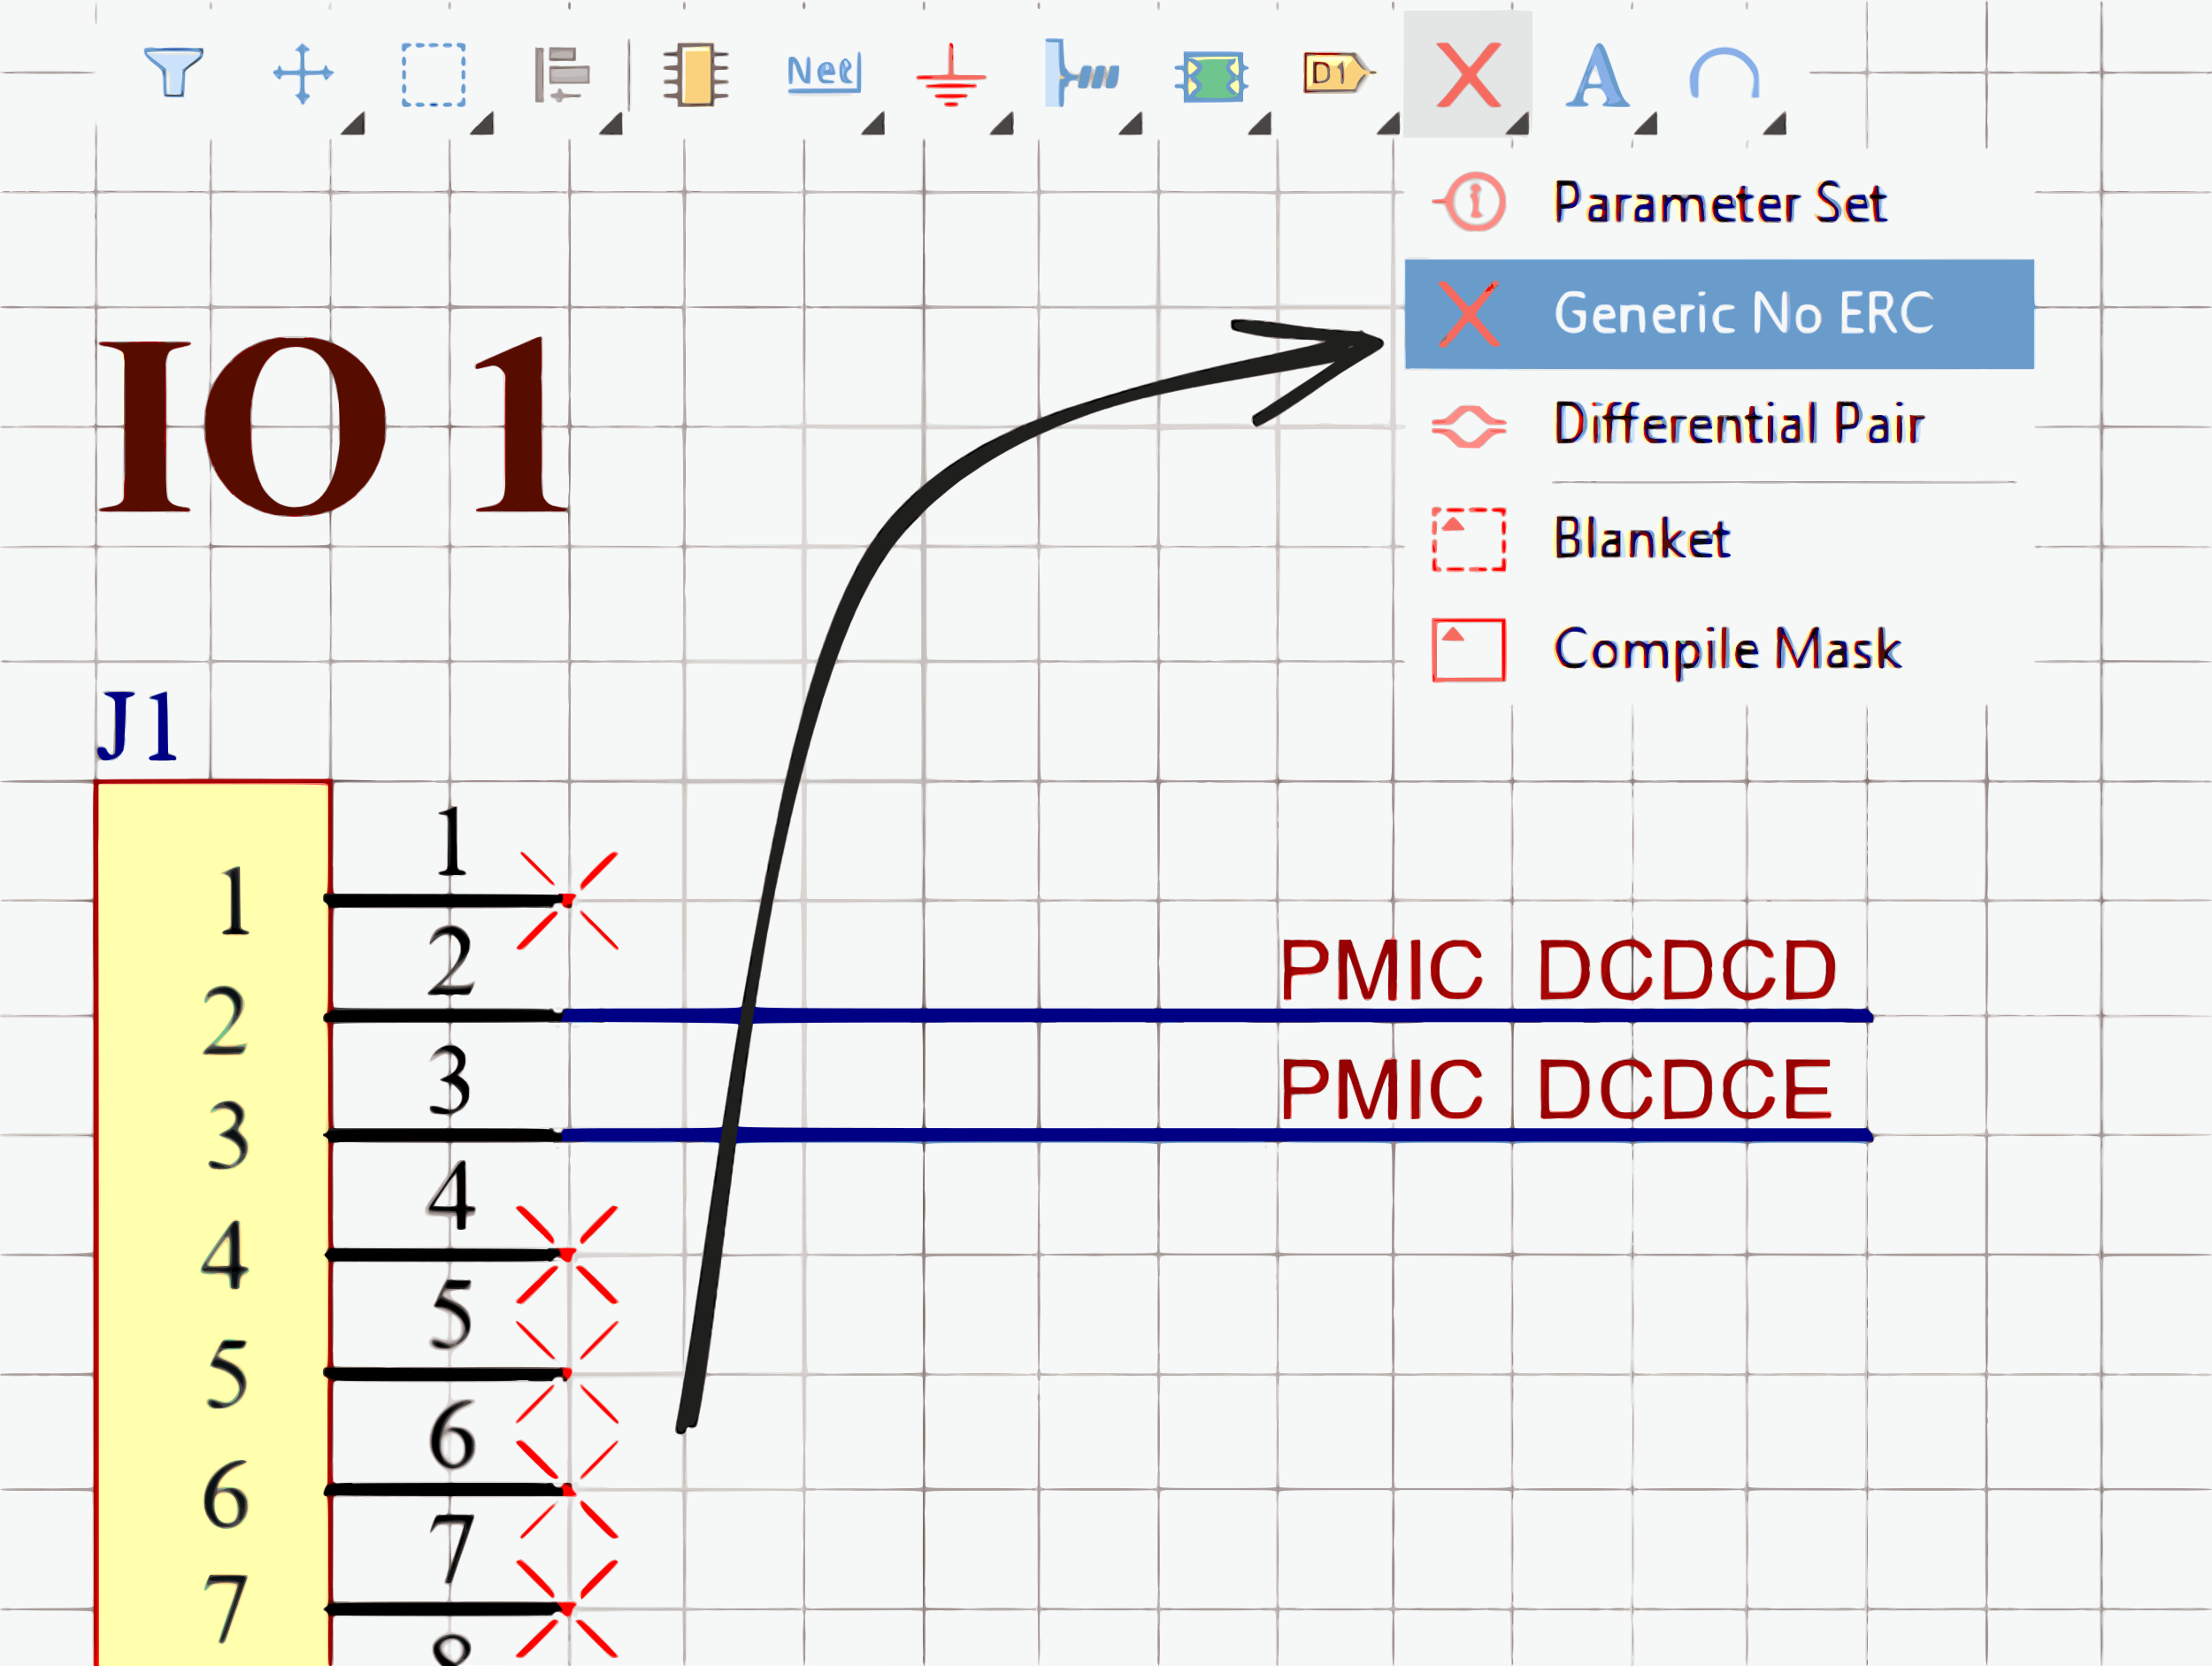 D1
Parameter Set
Generic No ERC
Differential Pair
Blanket
Compile Mask
IO 1
J1
1
1
2
PMIC DCDCD
2
3
PMIC DCDCE
3
4
4
5
5
6
6
7
7
8